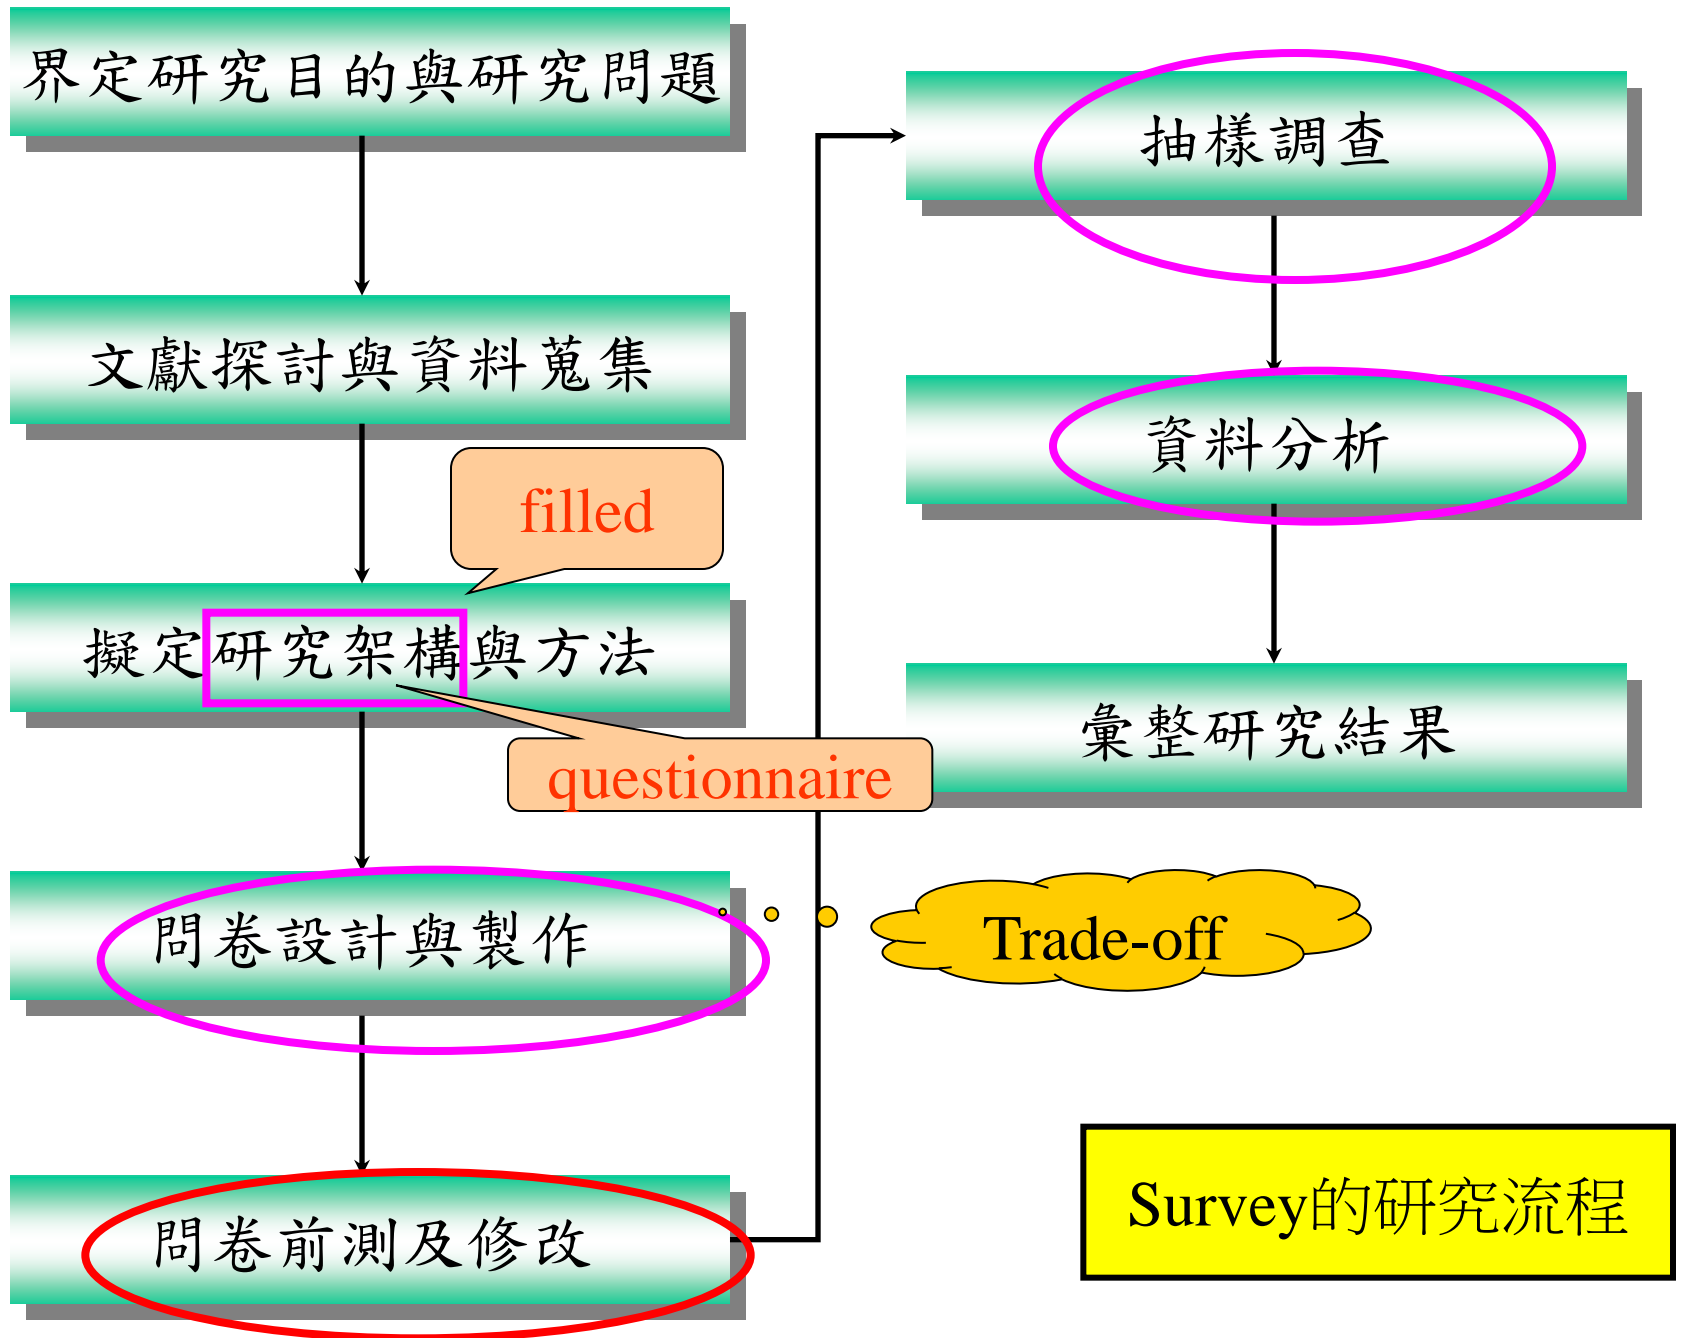 界定研究目的與研究問題
文獻探討與資料蒐集
filled
擬定研究架構與方法
questionnaire
問卷設計與製作
Trade-off
問卷前測及修改
抽樣調查
資料分析
彙整研究結果
Survey的研究流程